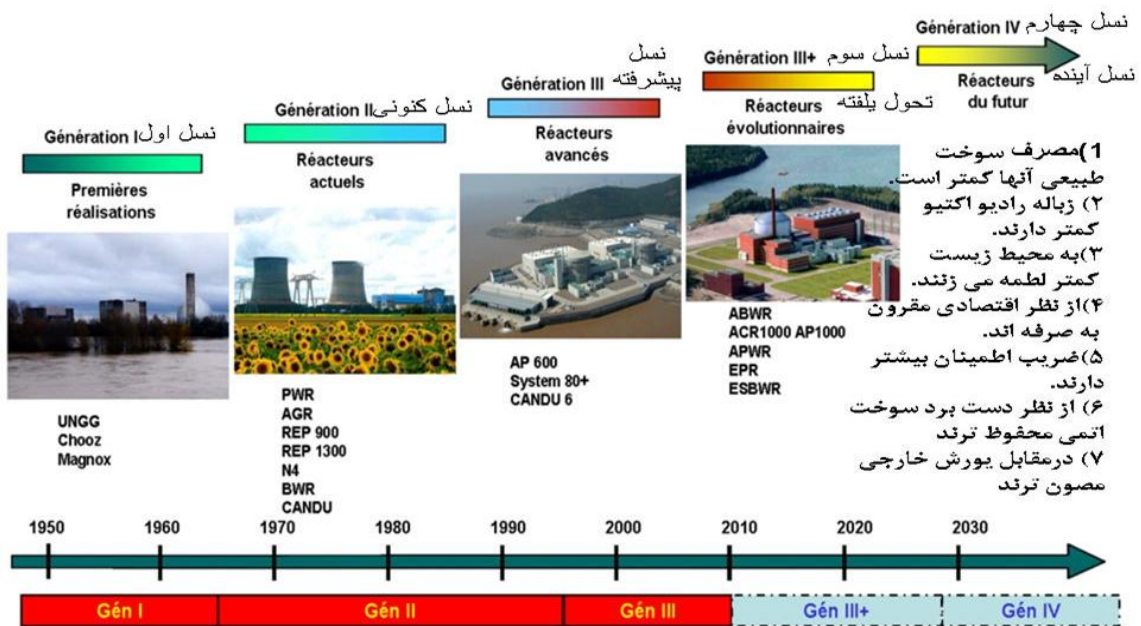 Génération I نسل اول
Premières
réalisations
UNGG
Chooz
Magnox
Génération II نسل کنونی
Réacteurs
actuels
PWR
AGR
REP 900
REP 1300
N4
BWR
CANDU
Génération III نسل
پیشرفته
Réacteurs
avancés
AP 600
System 80+
CANDU 6
Génération III+ نسل سوم
Réacteurs
évolutionnaires
تحول یلفته
ABWR
ACR1000 AP1000
APWR
EPR
ESBWR
Génération IV نسل چهارم
نسل آینده
Réacteurs
du futur
1)مصرف سوخت
طبیعی آنها کمتر است.
۲) زباله رادیو اکتیو
کمتر دارند.
۳)به محیط زیست
کمتر لطمه می زنند.
۴)از نظر اقتصادی مقرون
به صرفه اند.
۵)ضریب اطمینان بیشتر
دارند.
۶) از نظر دست برد سوخت
اتمی محفوظ ترند
۷) درمقابل یورش خارجی
مصون ترند
1950 1960 1970 1980 1990 2000 2010 2020 2030
Gén I Gén II Gén III Gén III+ Gén IV